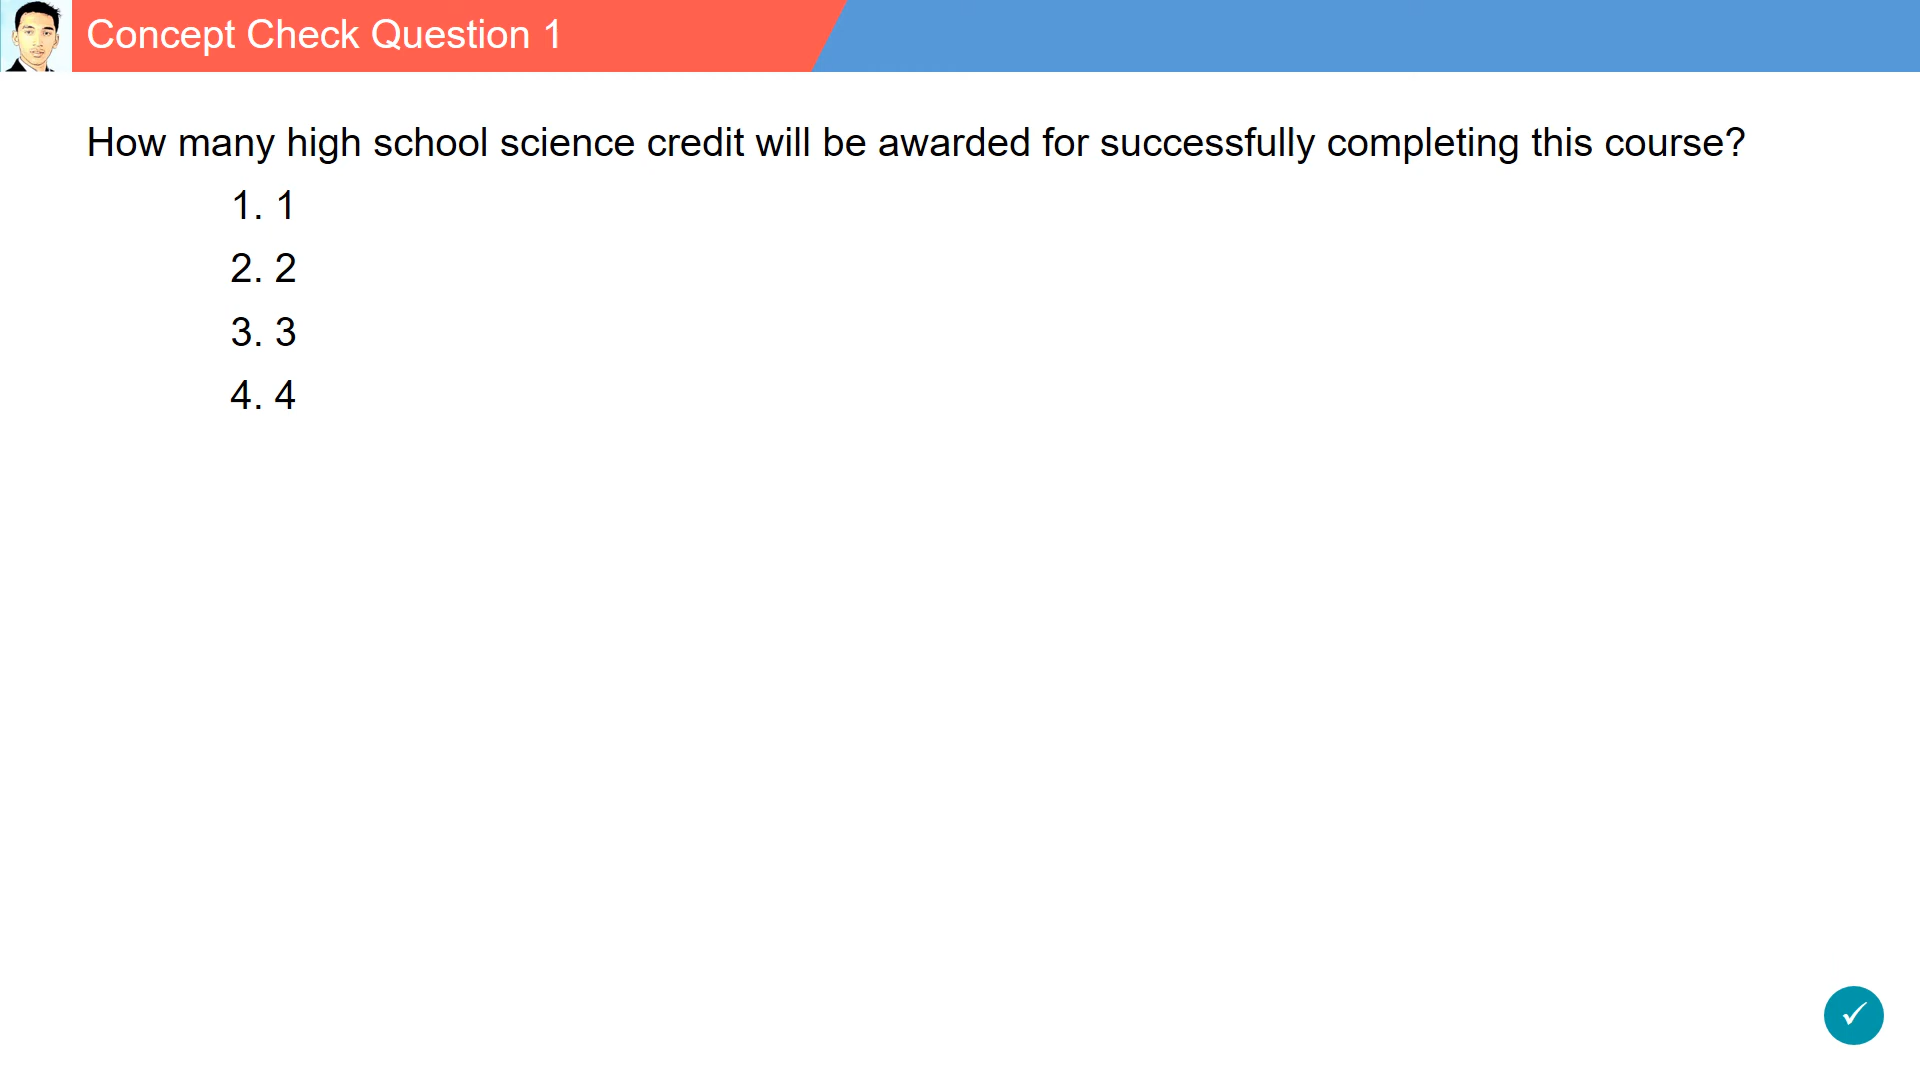 Concept Check Question 1
How many high school science credit will be awarded for successfully completing this course?
1. 1
2. 2
3. 3
4. 4